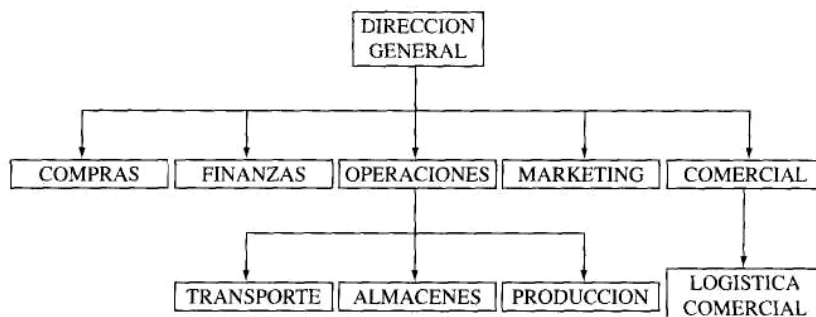 DIRECCION
GENERAL
COMPRAS
FINANZAS
OPERACIONES
MARKETING
COMERCIAL
TRANSPORTE
ALMACENES
PRODUCCION
LOGISTICA
COMERCIAL